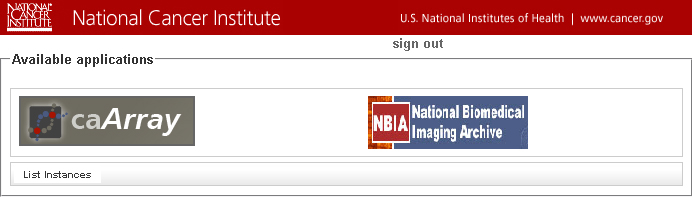 NATIONAL
CANCER
INSTITUTE
National Cancer Institute
U.S. National Institutes of Health | www.cancer.gov
sign out
Available applications
caArray
NBIA
National Biomedical
Imaging Archive
List Instances